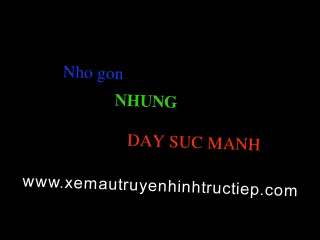 Nho gon
NHUNG
DAY SUC MANH
www.xemautruyenhinhtructiep.com